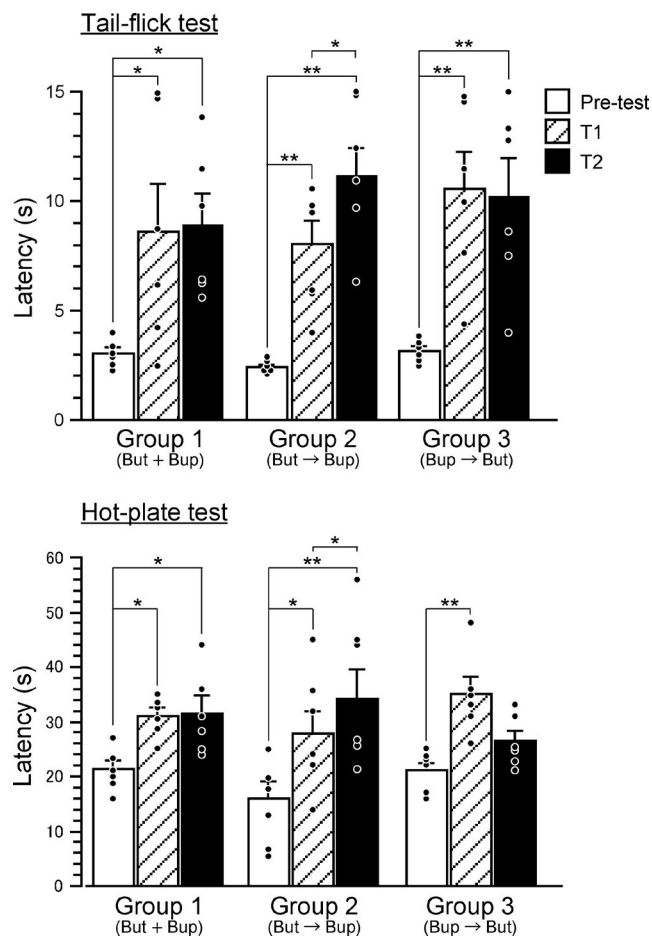 Tail-flick test
*
*
*
**
**
**
**
15
10
5
0
Latency (s)
Pre-test
T1
T2
Group 1
(But + Bup)
Group 2
(But → Bup)
Group 3
(Bup → But)
Hot-plate test
*
*
*
**
*
**
60
50
40
30
20
10
0
Latency (s)
Group 1
(But + Bup)
Group 2
(But → Bup)
Group 3
(Bup → But)